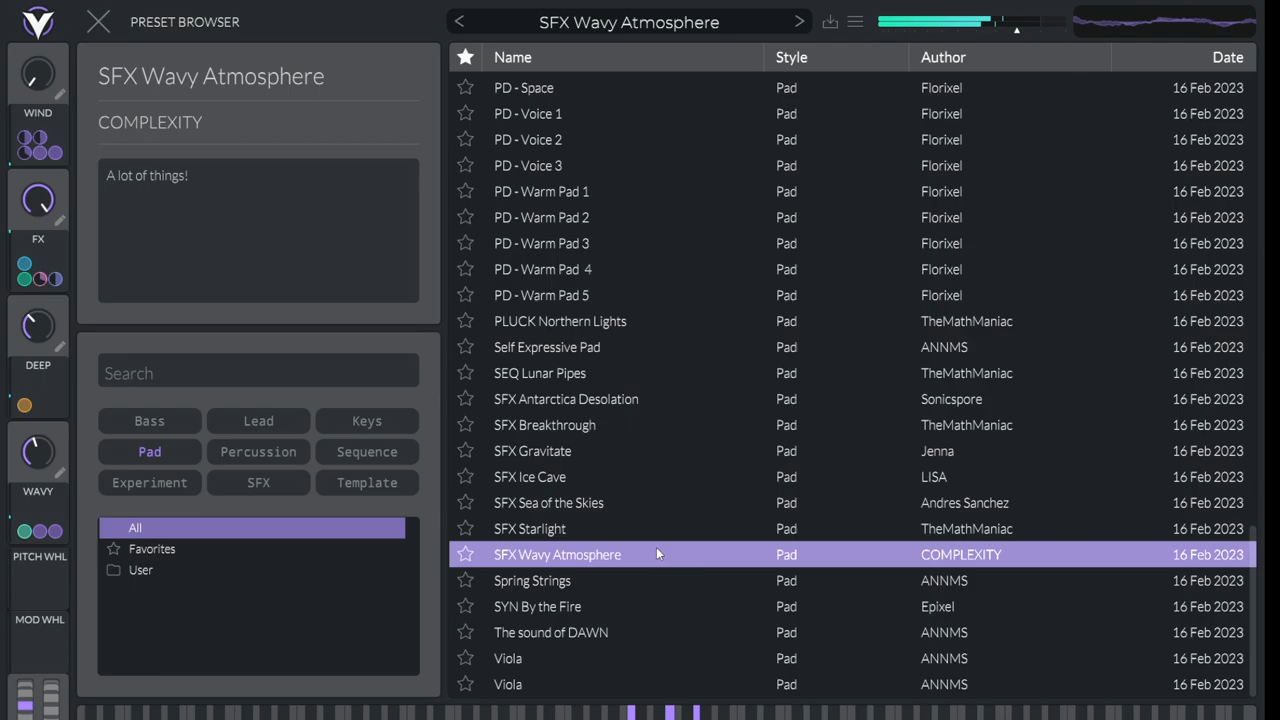 PRESET BROWSER
SFX Wavy Atmosphere
SFX Wavy Atmosphere
COMPLEXITY
A lot of things!
WIND
FX
DEEP
WAVY
PITCH WHL
MOD WHL
Search
Bass Lead Keys
Pad Percussion Sequence
Experiment SFX Template
All
Favorites
User
Name Style Author Date
PD - Space Pad Florixel 16 Feb 2023
PD - Voice 1 Pad Florixel 16 Feb 2023
PD - Voice 2 Pad Florixel 16 Feb 2023
PD - Voice 3 Pad Florixel 16 Feb 2023
PD - Warm Pad 1 Pad Florixel 16 Feb 2023
PD - Warm Pad 2 Pad Florixel 16 Feb 2023
PD - Warm Pad 3 Pad Florixel 16 Feb 2023
PD - Warm Pad 4 Pad Florixel 16 Feb 2023
PD - Warm Pad 5 Pad Florixel 16 Feb 2023
PLUCK Northern Lights Pad TheMathManiac 16 Feb 2023
Self Expressive Pad Pad ANNMS 16 Feb 2023
SEQ Lunar Pipes Pad TheMathManiac 16 Feb 2023
SFX Antarctica Desolation Pad Sonicspore 16 Feb 2023
SFX Breakthrough Pad TheMathManiac 16 Feb 2023
SFX Gravitate Pad Jenna 16 Feb 2023
SFX Ice Cave Pad LISA 16 Feb 2023
SFX Sea of the Skies Pad Andres Sanchez 16 Feb 2023
SFX Starlight Pad TheMathManiac 16 Feb 2023
SFX Wavy Atmosphere Pad COMPLEXITY 16 Feb 2023
Spring Strings Pad ANNMS 16 Feb 2023
SYN By the Fire Pad Epixel 16 Feb 2023
The sound of DAWN Pad ANNMS 16 Feb 2023
Viola Pad ANNMS 16 Feb 2023
Viola Pad ANNMS 16 Feb 2023